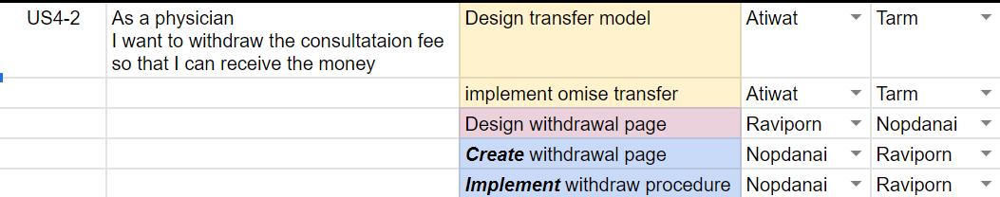 US4-2 As a physician Design transfer model Atiwat Tarm
I want to withdraw the consultataion fee
so that I can receive the money
implement omise transfer Atiwat Tarm
Design withdrawal page Raviporn Nopdanai
Create withdrawal page Nopdanai Raviporn
Implement withdraw procedure Nopdanai Raviporn